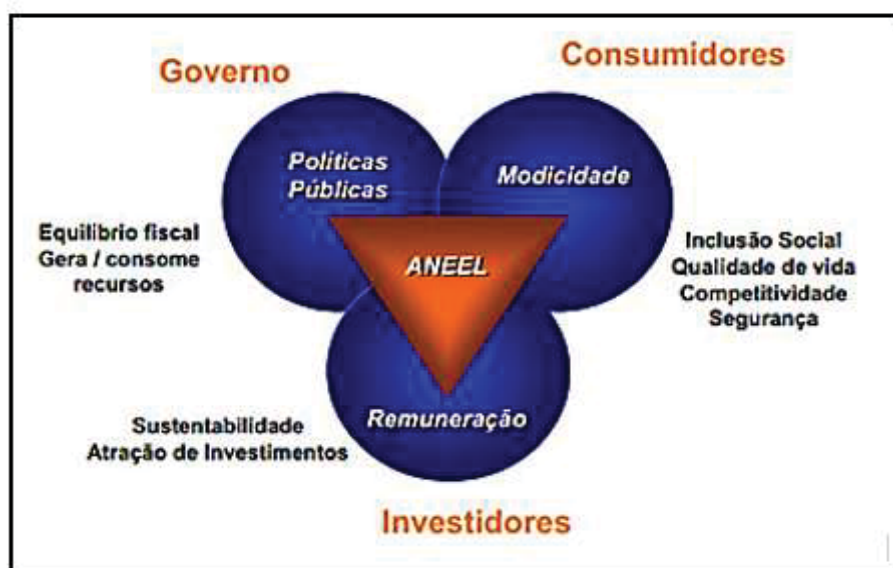 Governo
Consumidores
Políticas
Públicas
Modicidade
Equilíbrio fiscal
Gera / consome
recursos
ANEEL
Inclusão Social
Qualidade de vida
Competitividade
Segurança
Sustentabilidade
Atração de Investimentos
Remuneração
Investidores